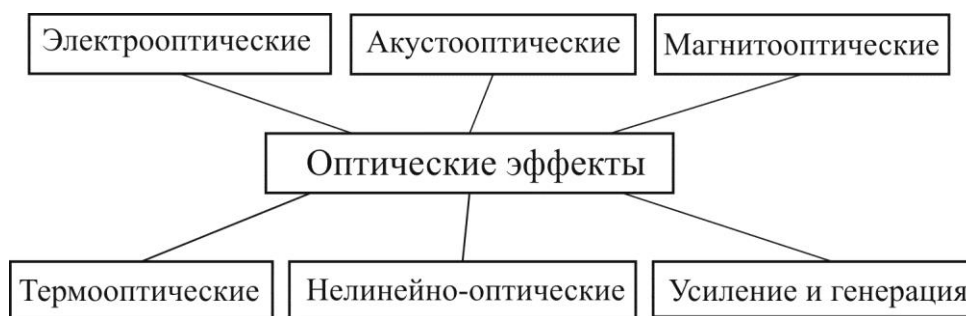 Электрооптические
Акустооптические
Магнитооптические
Оптические эффекты
Термооптические
Нелинейно-оптические
Усиление и генерация